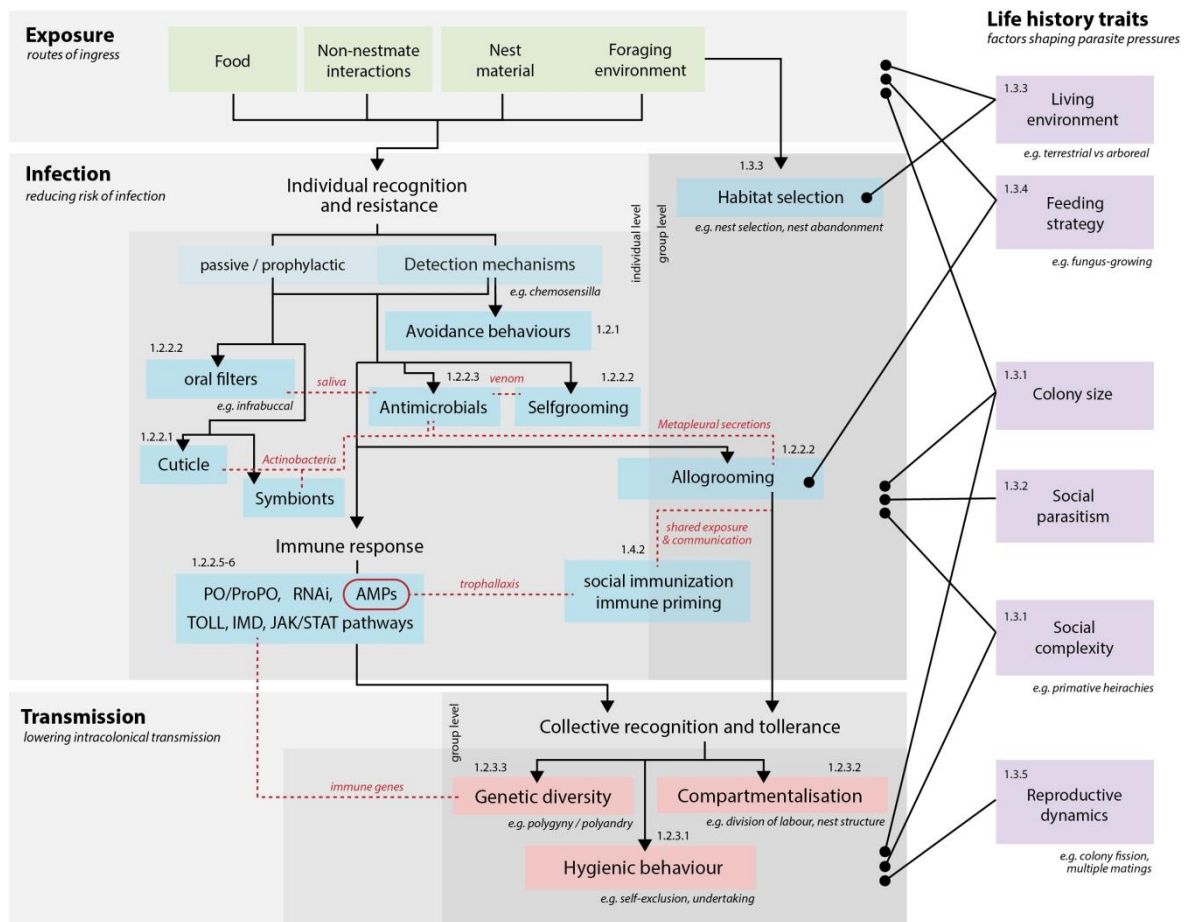 Exposure
routes of ingress
Food
Non-nestmate
interactions
Nest
material
Foraging
environment
Life history traits
factors shaping parasite pressures
1.3.3
Living
environment
e.g. terrestrial vs arboreal
1.3.4
Feeding
strategy
e.g. fungus-growing
1.3.1
Colony size
1.3.2
Social
parasitism
1.3.1
Social
complexity
e.g. primative heirachies
1.3.5
Reproductive
dynamics
e.g. colony fission,
multiple matings
Infection
reducing risk of infection
Individual recognition
and resistance
individual level
group level
1.3.3
Habitat selection
e.g. nest selection, nest abandonment
passive / prophylactic
Detection mechanisms
e.g. chemosensilla
Avoidance behaviours
1.2.1
1.2.2.2
oral filters
e.g. infrabuccal
saliva
1.2.2.3
Antimicrobials
venom
1.2.2.2
Selfgrooming
1.2.2.1
Cuticle
Actinobacteria
Symbionts
Metapleural secretions
1.2.2.2
Allogrooming
shared exposure
& communication
Immune response
1.2.2.5-6
PO/ProPO, RNAi, AMPs
TOLL, IMD, JAK/STAT pathways
trophallaxis
1.4.2
social immunization
immune priming
Transmission
lowering intracolonical transmission
group level
Collective recognition and tollerance
immune genes
1.2.3.3
Genetic diversity
e.g. polygyny / polyandry
1.2.3.2
Compartmentalisation
e.g. division of labour, nest structure
1.2.3.1
Hygienic behaviour
e.g. self-exclusion, undertaking